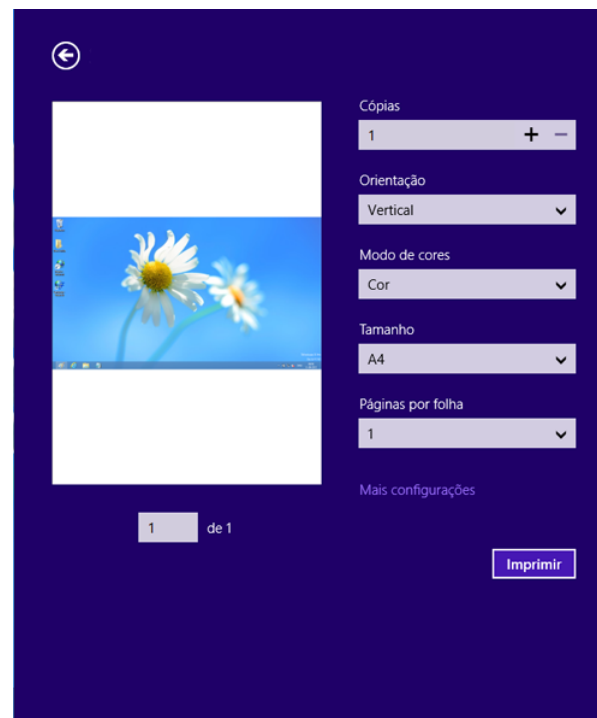 Cópias
1
Orientação
Vertical
Modo de cores
Cor
Tamanho
A4
Páginas por folha
1
Mais configurações
1 de 1
Imprimir